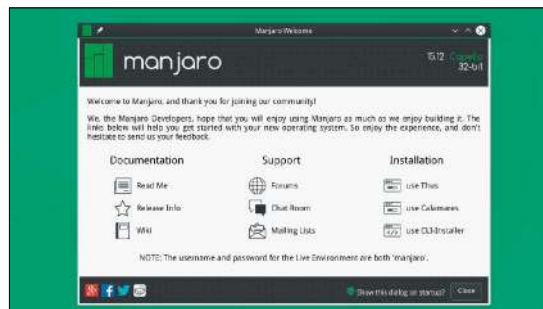 Manjaro Welcome
manjaro
15.12 Capella
32-bit
Welcome to Manjaro, and thank you for joining our community!
We, the Manjaro Developers, hope that you will enjoy using Manjaro as much as we enjoy building it. The
links below will help you get started with your new operating system. So enjoy the experience, and don't
hesitate to send us your feedback.
Documentation Support Installation
Read Me Forums use Thus
Release Info Chat Room use Calamares
Wiki Mailing Lists use CLI-Installer
NOTE: The username and password for the Live Environment are both 'manjaro'.
Show this dialog on startup? Close